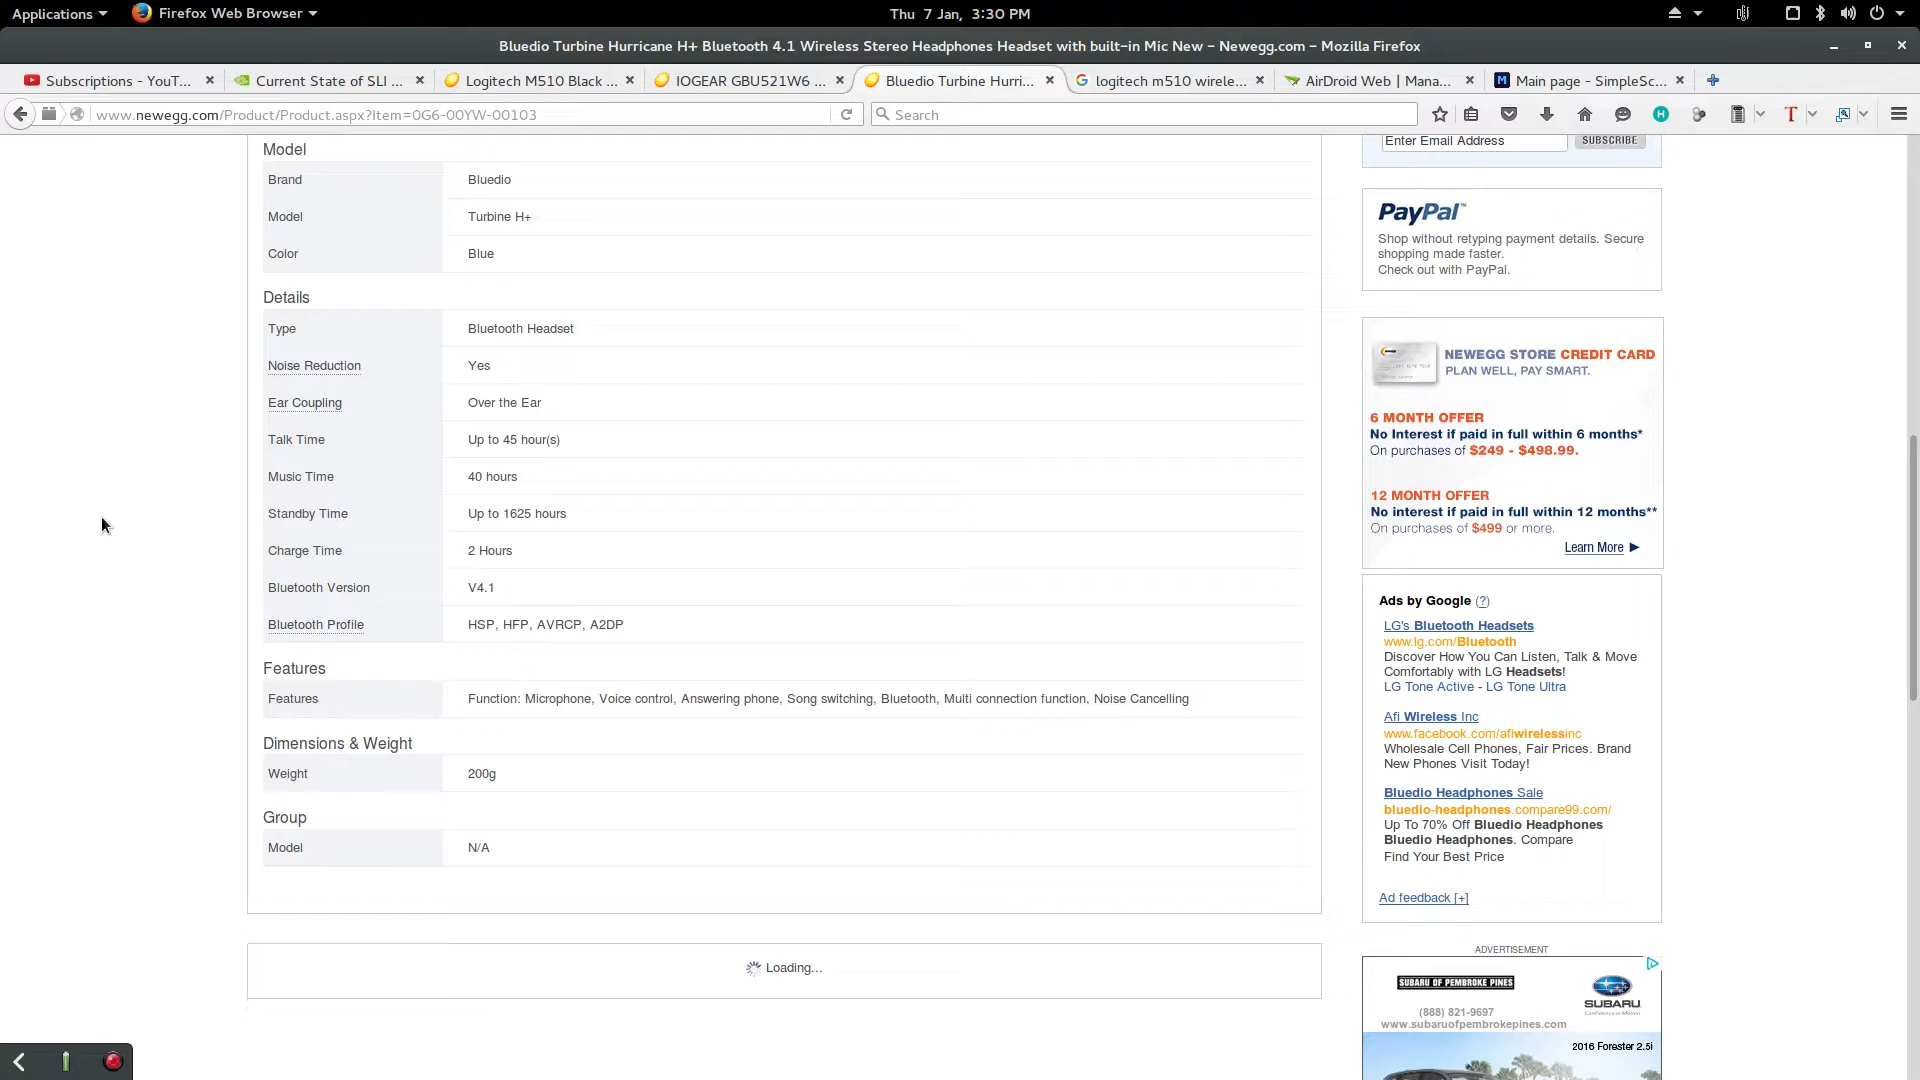 Applications
Firefox Web Browser
Thu 7 Jan, 3:30 PM
Bluedio Turbine Hurricane H+ Bluetooth 4.1 Wireless Stereo Headphones Headset with built-in Mic New - Newegg.com - Mozilla Firefox
Subscriptions - YouT...
Current State of SLI ...
Logitech M510 Black ...
IOGEAR GBU521W6 ...
Bluedio Turbine Hurri...
logitech m510 wirele...
AirDroid Web | Mana...
Main page - SimpleSc...
www.newegg.com/Product/Product.aspx?Item=0G6-00YW-00103
Search
Model
Brand Bluedio
Model Turbine H+
Color Blue
Details
Type Bluetooth Headset
Noise Reduction Yes
Ear Coupling Over the Ear
Talk Time Up to 45 hour(s)
Music Time 40 hours
Standby Time Up to 1625 hours
Charge Time 2 Hours
Bluetooth Version V4.1
Bluetooth Profile HSP, HFP, AVRCP, A2DP
Features
Features Function: Microphone, Voice control, Answering phone, Song switching, Bluetooth, Multi connection function, Noise Cancelling
Dimensions & Weight
Weight 200g
Group
Model N/A
Loading...
Enter Email Address SUBSCRIBE
PayPal™
Shop without retyping payment details. Secure
shopping made faster.
Check out with PayPal.
NEWEGG STORE CREDIT CARD
PLAN WELL, PAY SMART.
6 MONTH OFFER
No Interest if paid in full within 6 months*
On purchases of $249 - $498.99.
12 MONTH OFFER
No interest if paid in full within 12 months**
On purchases of $499 or more.
Learn More
Ads by Google (?)
LG's Bluetooth Headsets
www.lg.com/Bluetooth
Discover How You Can Listen, Talk & Move
Comfortably with LG Headsets!
LG Tone Active - LG Tone Ultra
Afi Wireless Inc
www.facebook.com/afiwirelessinc
Wholesale Cell Phones, Fair Prices. Brand
New Phones Visit Today!
Bluedio Headphones Sale
bluedio-headphones.compare99.com/
Up To 70% Off Bluedio Headphones
Bluedio Headphones. Compare
Find Your Best Price
Ad feedback [+]
ADVERTISEMENT
SUBARU OF PEMBROKE PINES
SUBARU
Confidence in Motion
(888) 821-9697
www.subaruofpembrokepines.com
2016 Forester 2.5i